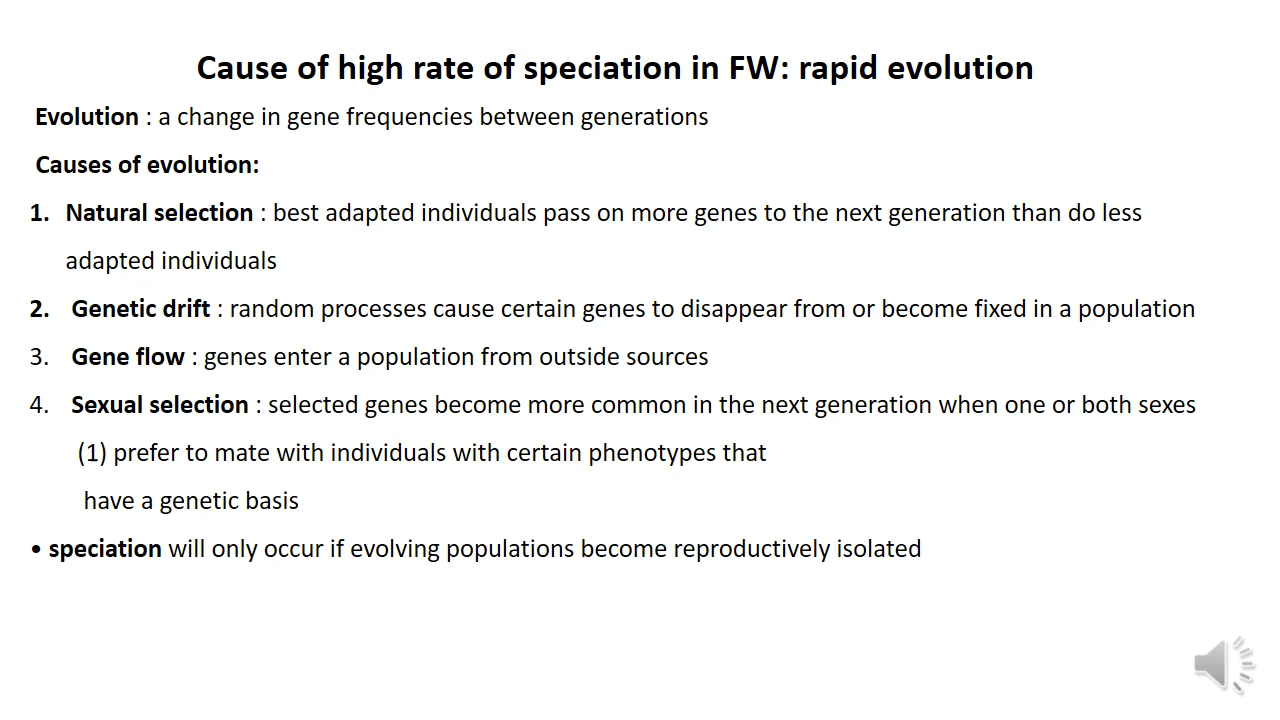 Cause of high rate of speciation in FW: rapid evolution
Evolution : a change in gene frequencies between generations
Causes of evolution:
1. Natural selection : best adapted individuals pass on more genes to the next generation than do less
adapted individuals
2. Genetic drift : random processes cause certain genes to disappear from or become fixed in a population
3. Gene flow : genes enter a population from outside sources
4. Sexual selection : selected genes become more common in the next generation when one or both sexes
(1) prefer to mate with individuals with certain phenotypes that
have a genetic basis
• speciation will only occur if evolving populations become reproductively isolated